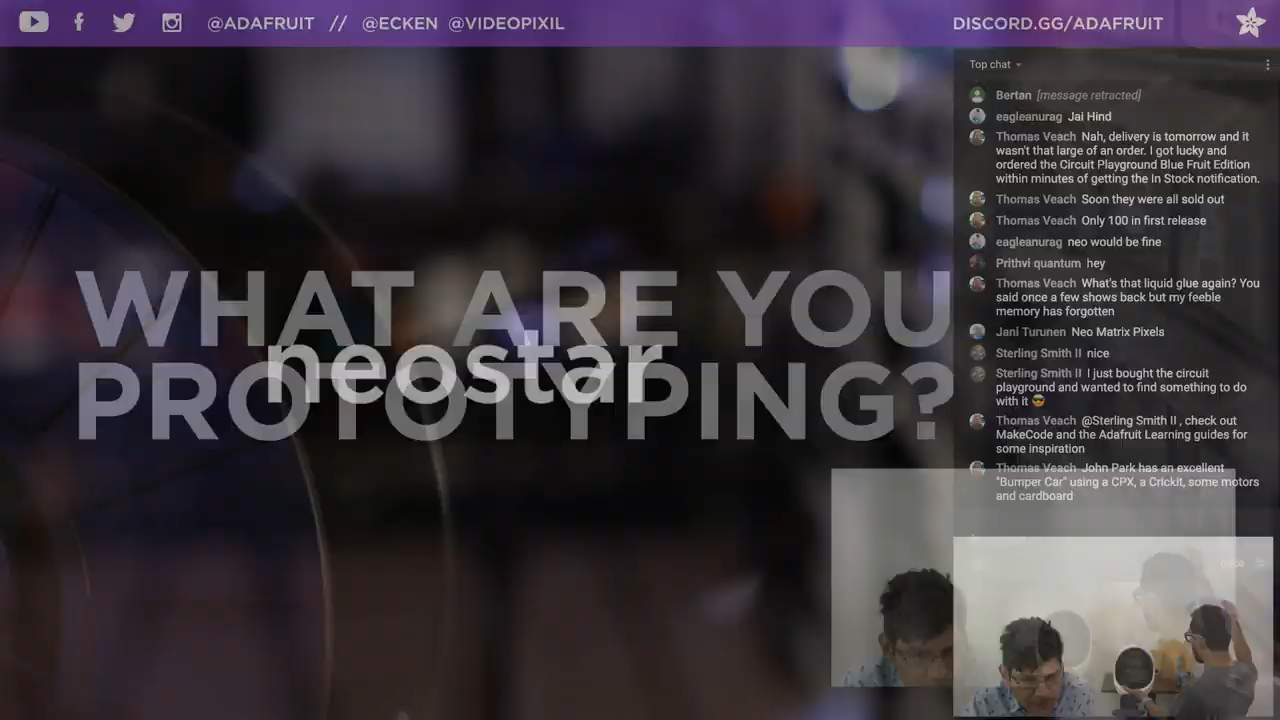 @ADAFRUIT // @ECKEN @VIDEOPIXIL
DISCORD.GG/ADAFRUIT
WHAT ARE YOU
PROTOTYPING?
neostar
Top chat
Bertan [message retracted]
eagleanurag Jai Hind
Thomas Veach Nah, delivery is tomorrow and it
wasn't that large of an order. I got lucky and
ordered the Circuit Playground Blue Fruit Edition
within minutes of getting the In Stock notification.
Thomas Veach Soon they were all sold out
Thomas Veach Only 100 in first release
eagleanurag neo would be fine
Prithvi quantum hey
Thomas Veach What's that liquid glue again? You
said once a few shows back but my feeble
memory has forgotten
Jani Turunen Neo Matrix Pixels
Sterling Smith II nice
Sterling Smith II I just bought the circuit
playground and wanted to find something to do
with it 😎
Thomas Veach @Sterling Smith II , check out
MakeCode and the Adafruit Learning guides for
some inspiration
Thomas Veach John Park has an excellent
"Bumper Car" using a CPX, a Crickit, some motors
and cardboard